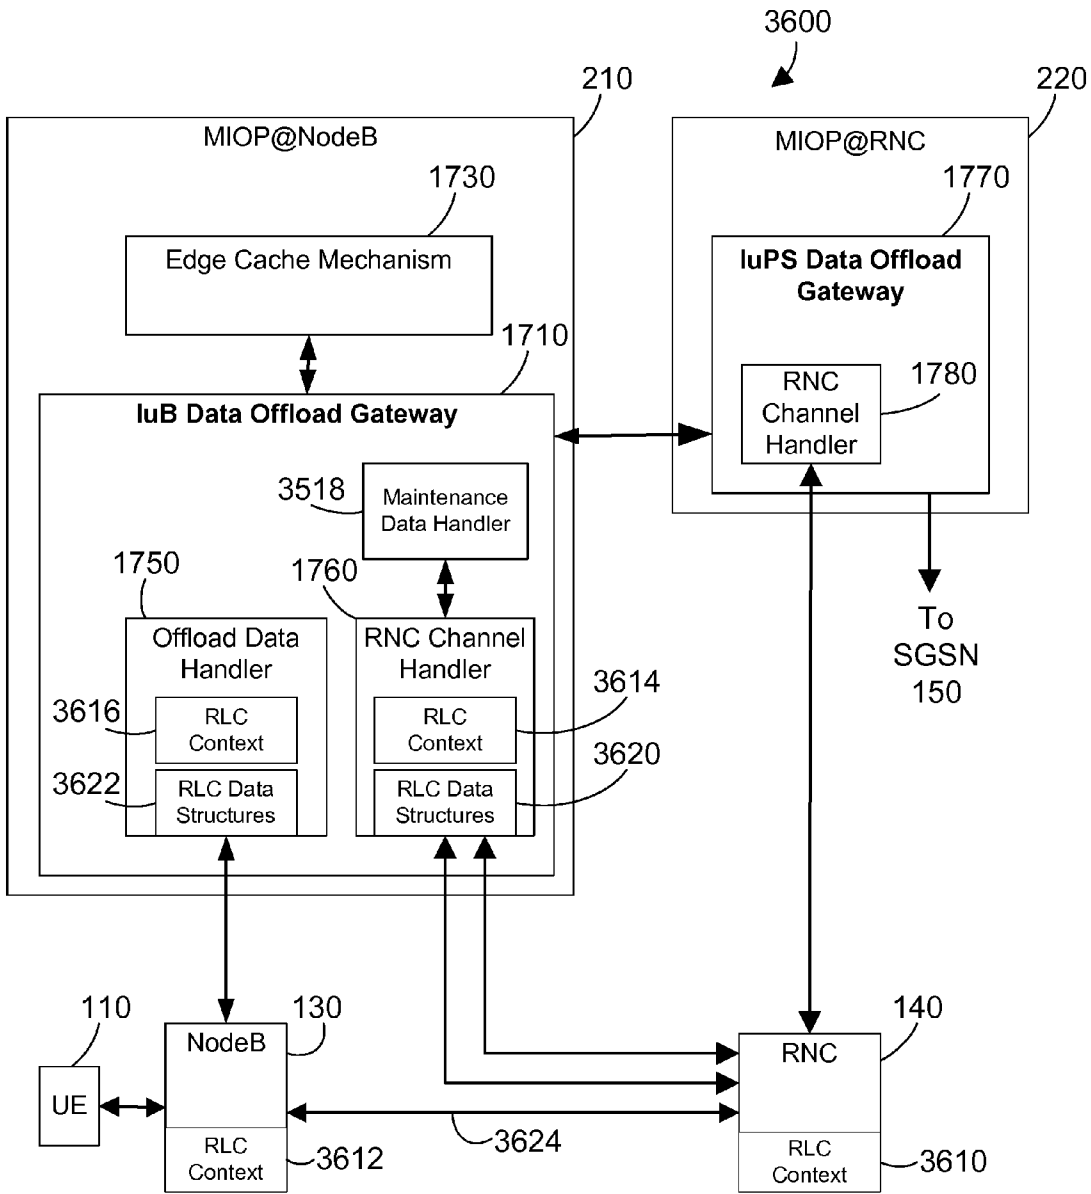 3600
210
220
MIOP@NodeB
MIOP@RNC
1730
1770
Edge Cache Mechanism
IuPS Data Offload
Gateway
1710
1780
RNC
Channel
Handler
IuB Data Offload Gateway
3518
Maintenance
Data Handler
1750
1760
To
SGSN
150
Offload Data
Handler
RNC Channel
Handler
3616
RLC
Context
RLC
Context
3614
3622
RLC Data
Structures
RLC Data
Structures
3620
110
130
140
NodeB
RNC
UE
3624
RLC
Context
3612
RLC
Context
3610